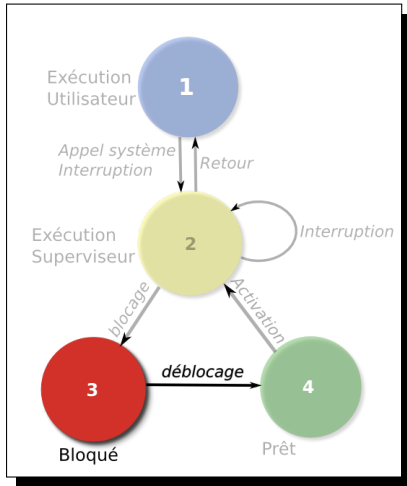 1
Exécution
Utilisateur
Appel système
Interruption
Retour
Exécution
Superviseur
2
Interruption
blocage
Activation
déblocage
3
4
Bloqué
Prêt